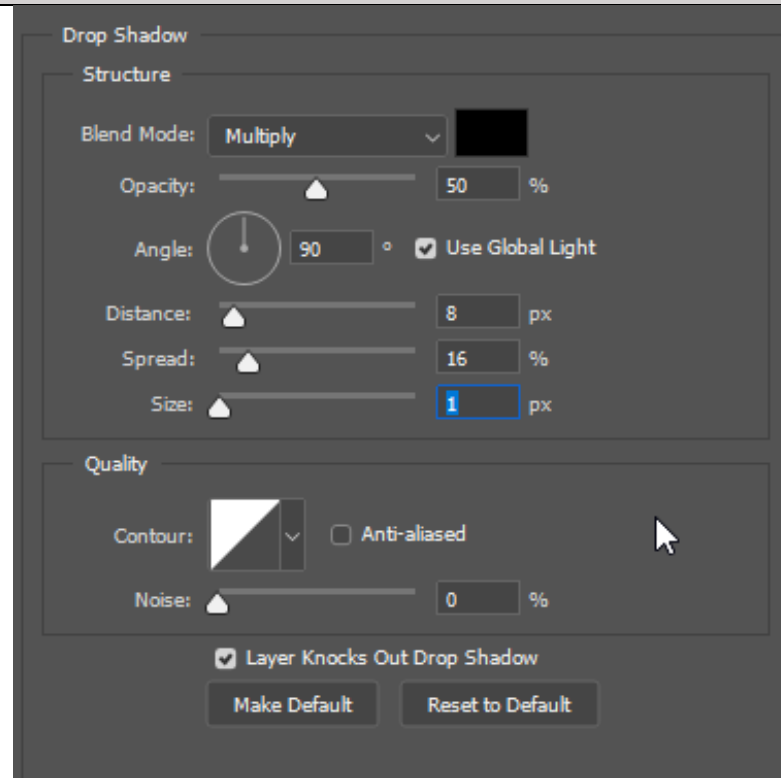 Drop Shadow
Structure
Blend Mode: Multiply
Opacity: 50 %
Angle: 90 ° Use Global Light
Distance: 8 px
Spread: 16 %
Size: 1 px
Quality
Contour: Anti-aliased
Noise: 0 %
Layer Knocks Out Drop Shadow
Make Default Reset to Default